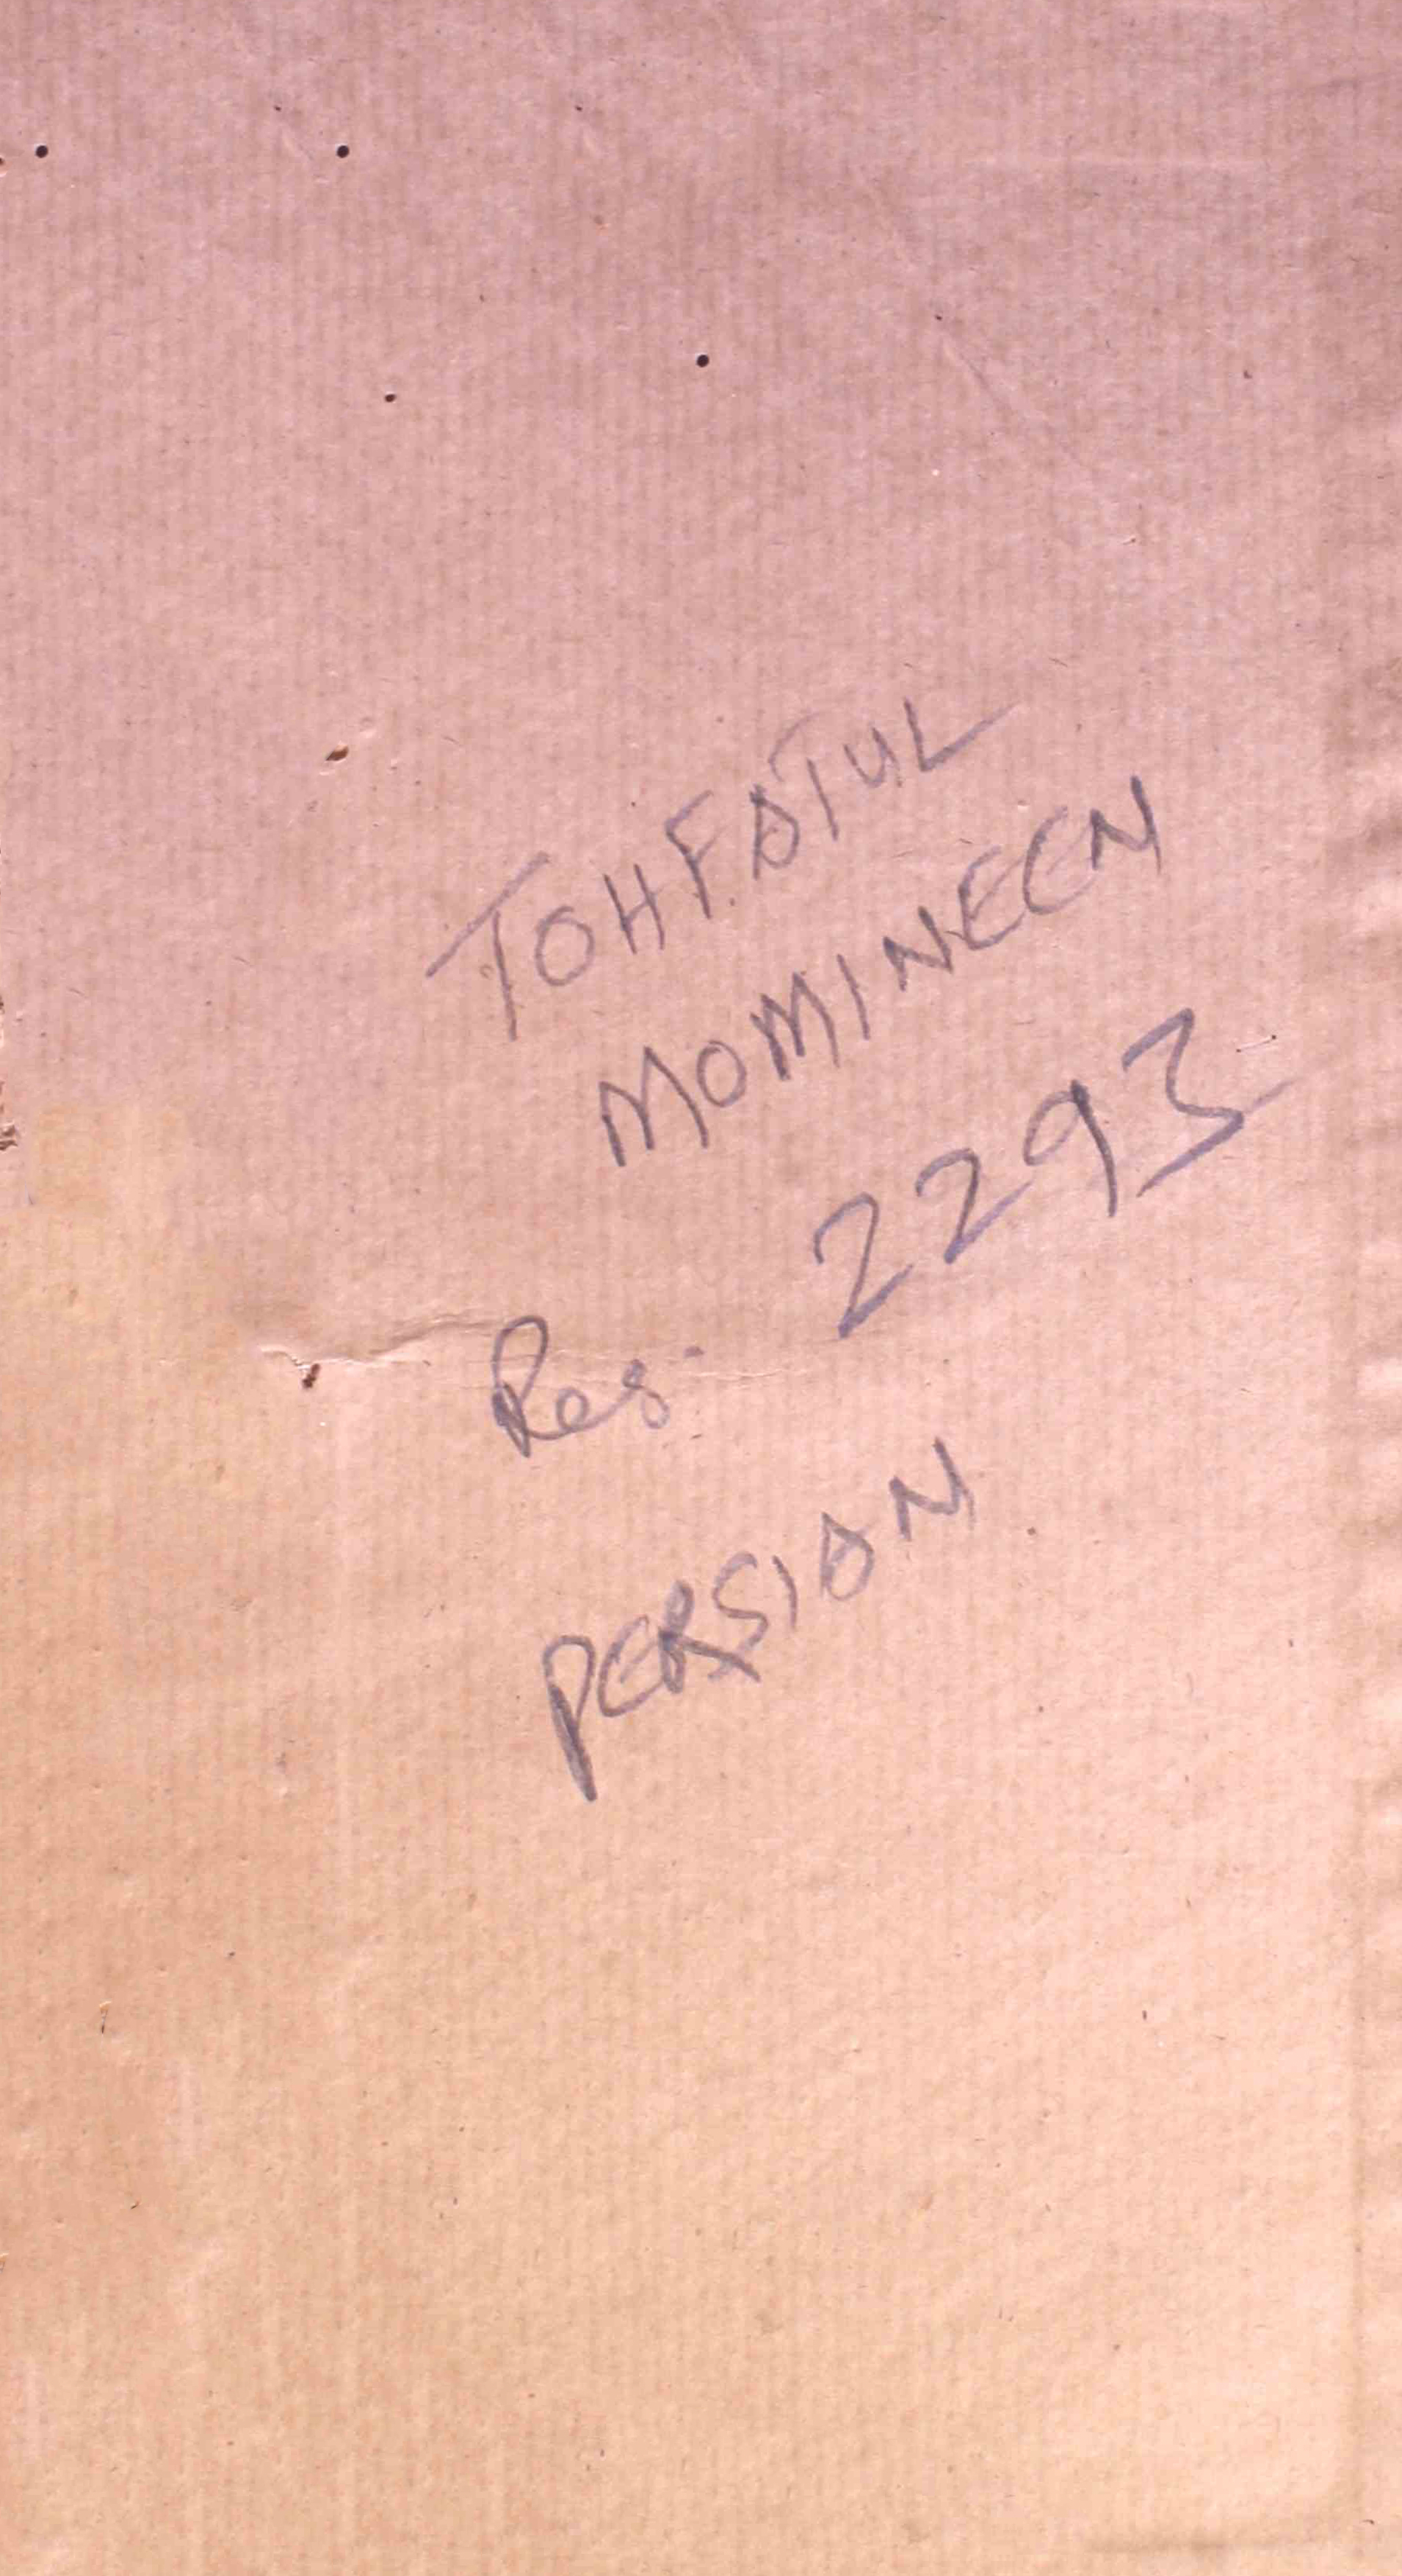 TOHFATUL
MOMINEEN
Reg. 2293
PERSIAN